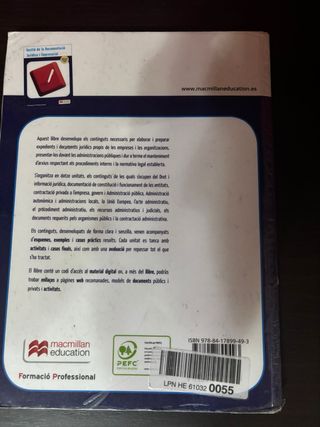 Gestió de la Documentació
Jurídica i Empresarial
www.macmillaneducation.es
Aquest llibre desenvolupa els continguts necessaris per elaborar i preparar
expedients i documents jurídics propis de les empreses i les organitzacions,
presentar-los davant les administracions públiques i dur a terme el manteniment
d'arxius respectant els procediments interns i la normativa legal establerta.
S'organitza en dotze unitats, els continguts de les quals s'ocupen del Dret i
informació jurídica, documentació de constitució i funcionament de les entitats,
contractació privada a l'empresa, govern i Administració pública, Administració
autonòmica i administracions locals, la Unió Europea, l'acte administratiu,
el procediment administratiu, els recursos administratius i judicials, els
documents requerits pels organismes públics i la contractació administrativa.
Els continguts, desenvolupats de forma clara i senzilla, venen acompanyats
d'esquemes, exemples i casos pràctics resolts. Cada unitat es tanca amb
activitats i casos finals, així com amb una avaluació per repassar tot el que
s'ha tractat.
El llibre conté un codi d'accés al material digital on, a més del llibre, podràs
trobar enllaços a pàgines web recomanades, models de documents públics i
privats i activitats.
macmillan
education
Formació Professional
PEFC
ISBN 978-84-17899-49-3
LPN HE 61032 0055